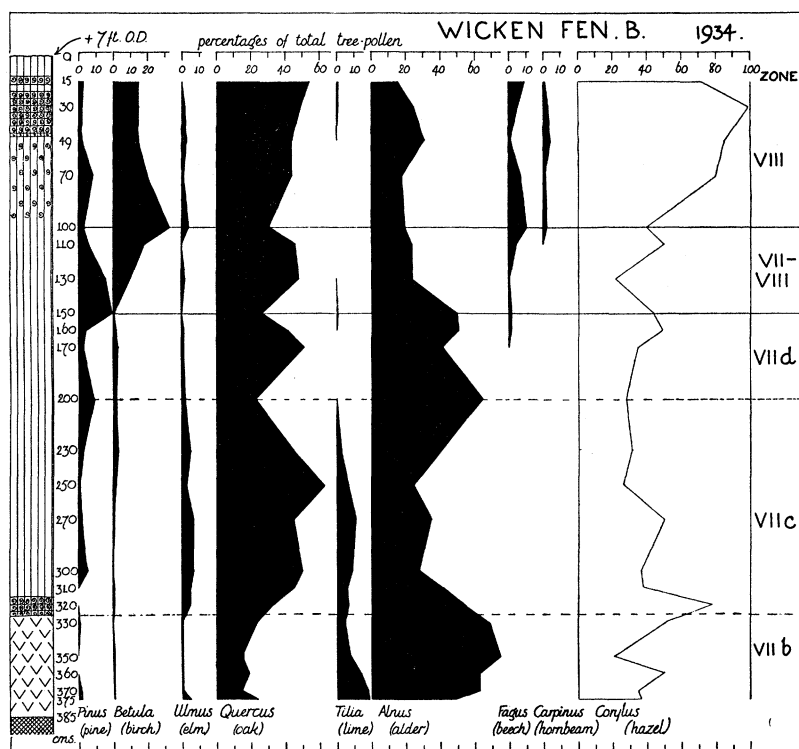 WICKEN FEN. B. 1934.
+7 ft. O.D.
percentages of total tree-pollen
0 10 0 10 20 0 10 0 20 40 60 0 10 0 20 40 60 0 10 0 10 0 20 40 60 80 100
ZONE
0
15
30
49
70
100
110
130
150
160
170
200
230
250
270
300
310
320
330
350
360
370
375
385
cms.
VIII
VII-
VIII
VIId
VIIc
VIIb
Pinus Betula Ulmus Quercus Tilia Alnus Fagus Carpinus Corylus
(pine) (birch) (elm) (oak) (lime) (alder) (beech) (hornbeam) (hazel)